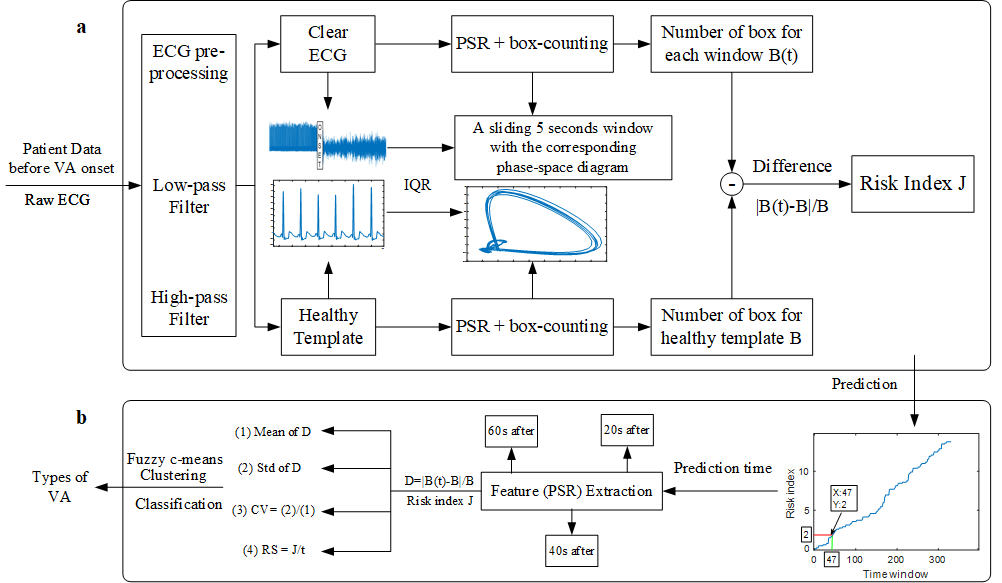 a
Patient Data
before VA onset
Raw ECG
ECG pre-
processing
Low-pass
Filter
High-pass
Filter
Clear
ECG
PSR + box-counting
Number of box for
each window B(t)
ONSET
A sliding 5 seconds window
with the corresponding
phase-space diagram
IQR
-
Difference
|B(t)-B|/B
Risk Index J
Healthy
Template
PSR + box-counting
Number of box for
healthy template B
Prediction
b
Types of
VA
Fuzzy c-means
Clustering
Classification
(1) Mean of D
(2) Std of D
(3) CV= (2)/(1)
(4) RS = J/t
D=|B(t)-B|/B
Risk index J
60s after
20s after
Feature (PSR) Extraction
40s after
Prediction time
Risk index
10
5
2
0
X:47
Y:2
0
47
100
200
300
Time window